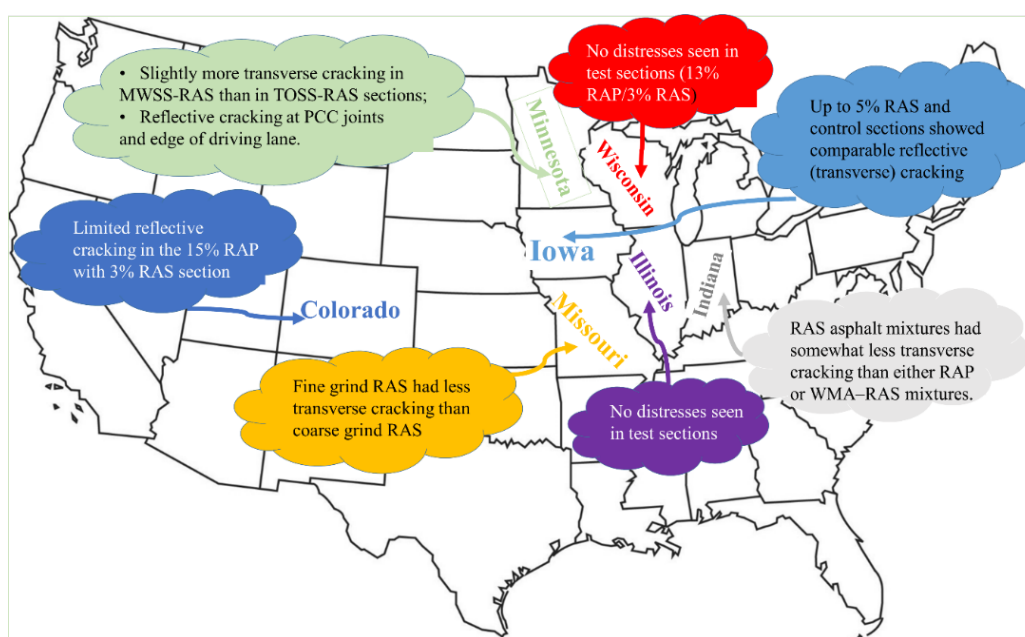 • Slightly more transverse cracking in
MWSS-RAS than in TOSS-RAS sections;
• Reflective cracking at PCC joints
and edge of driving lane.
Minnesota
No distresses seen in
test sections (13%
RAP/3% RAS)
Wisconsin
Up to 5% RAS and
control sections showed
comparable reflective
(transverse) cracking
Iowa
Limited reflective
cracking in the 15% RAP
with 3% RAS section
Colorado
Illinois
Indiana
Missouri
Fine grind RAS had less
transverse cracking than
coarse grind RAS
No distresses seen
in test sections
RAS asphalt mixtures had
somewhat less transverse
cracking than either RAP
or WMA–RAS mixtures.